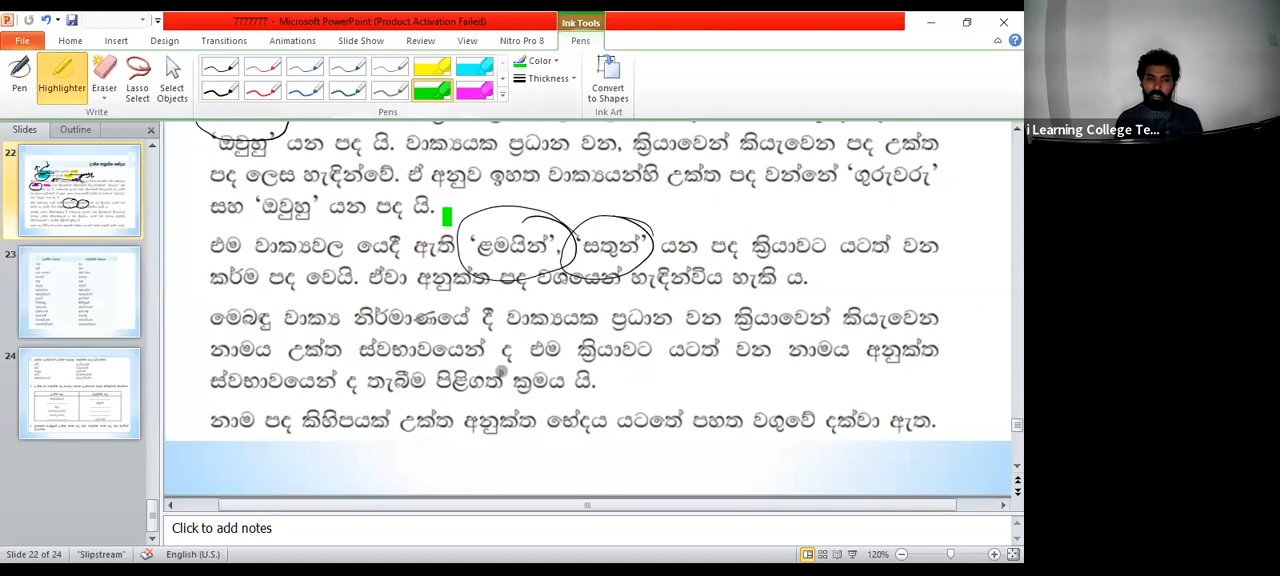 7777777 - Microsoft PowerPoint (Product Activation Failed)
Ink Tools
File Home Insert Design Transitions Animations Slide Show Review View Nitro Pro 8 Pens
Pen Highlighter Eraser Lasso Select Select Objects
Color
Thickness
Convert to Shapes
Write Pens Ink Art
Slides Outline
22
23
24
‘ඔවුහු’ යන පද යි. වාක්‍යයක ප්‍රධාන වන, ක්‍රියාවෙන් කියැවෙන පද උක්ත
පද ලෙස හැඳින්වේ. ඒ අනුව ඉහත වාක්‍යයන්හි උක්ත පද වන්නේ ‘ගුරුවරු’
සහ ‘ඔවුහු’ යන පද යි.
එම වාක්‍යවල යෙදී ඇති ‘ළමයින්’, ‘සතුන්’ යන පද ක්‍රියාවට යටත් වන
කර්ම පද වෙයි. ඒවා අනුක්ත පද වශයෙන් හැඳින්විය හැකි ය.
මෙබඳු වාක්‍ය නිර්මාණයේ දී වාක්‍යයක ප්‍රධාන වන ක්‍රියාවෙන් කියැවෙන
නාමය උක්ත ස්වභාවයෙන් ද එම ක්‍රියාවට යටත් වන නාමය අනුක්ත
ස්වභාවයෙන් ද තැබීම පිළිගත් ක්‍රමය යි.
නාම පද කිහිපයක් උක්ත අනුක්ත භේදය යටතේ පහත වගුවේ දක්වා ඇත.
Click to add notes
Slide 22 of 24 "Slipstream" English (U.S.) 120%
i Learning College Te...